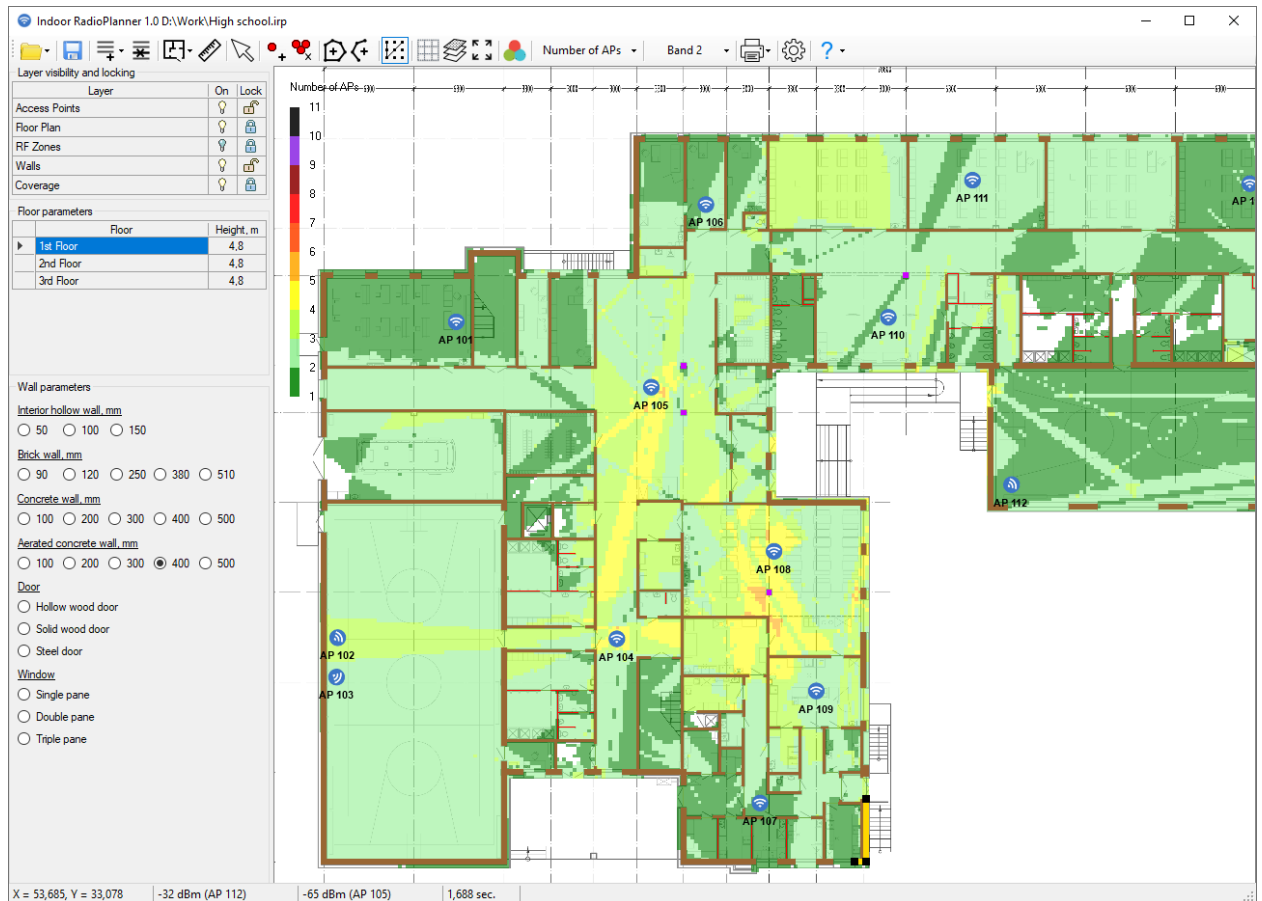 Indoor RadioPlanner 1.0 D:\Work\High school.irp
Number of APs
Band 2
?
Layer visibility and locking
Layer On Lock
Access Points
Floor Plan
RF Zones
Walls
Coverage
Floor parameters
Floor Height, m
1st Floor 4,8
2nd Floor 4,8
3rd Floor 4,8
Wall parameters
Interior hollow wall, mm
50 100 150
Brick wall, mm
90 120 250 380 510
Concrete wall, mm
100 200 300 400 500
Aerated concrete wall, mm
100 200 300 400 500
Door
Hollow wood door
Solid wood door
Steel door
Window
Single pane
Double pane
Triple pane
Number of APs
11
10
9
8
7
6
5
4
3
2
1
AP 106
AP 111
AP 1
AP 101
AP 110
AP 105
AP 112
AP 108
AP 102
AP 104
AP 103
AP 109
AP 107
X = 53,685, Y = 33,078 -32 dBm (AP 112) -65 dBm (AP 105) 1,688 sec.